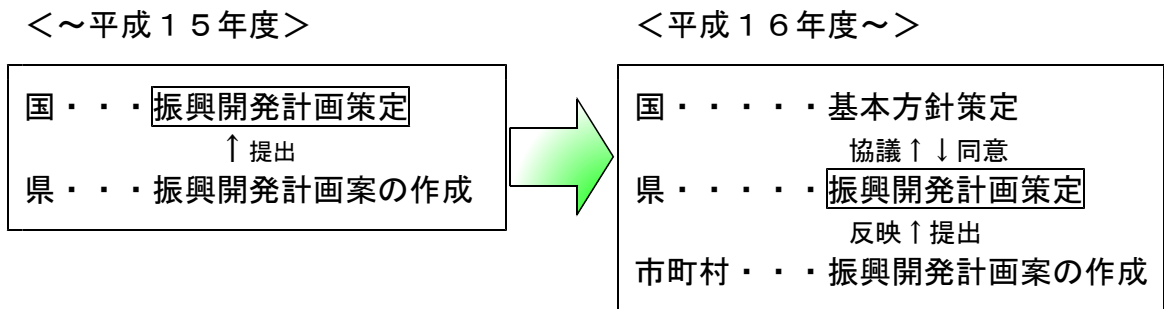 ＜～平成１５年度＞
国・・・振興開発計画策定
↑提出
県・・・振興開発計画案の作成
＜平成１６年度～＞
国・・・・・基本方針策定
協議↑↓同意
県・・・・・振興開発計画策定
反映↑提出
市町村・・・振興開発計画案の作成